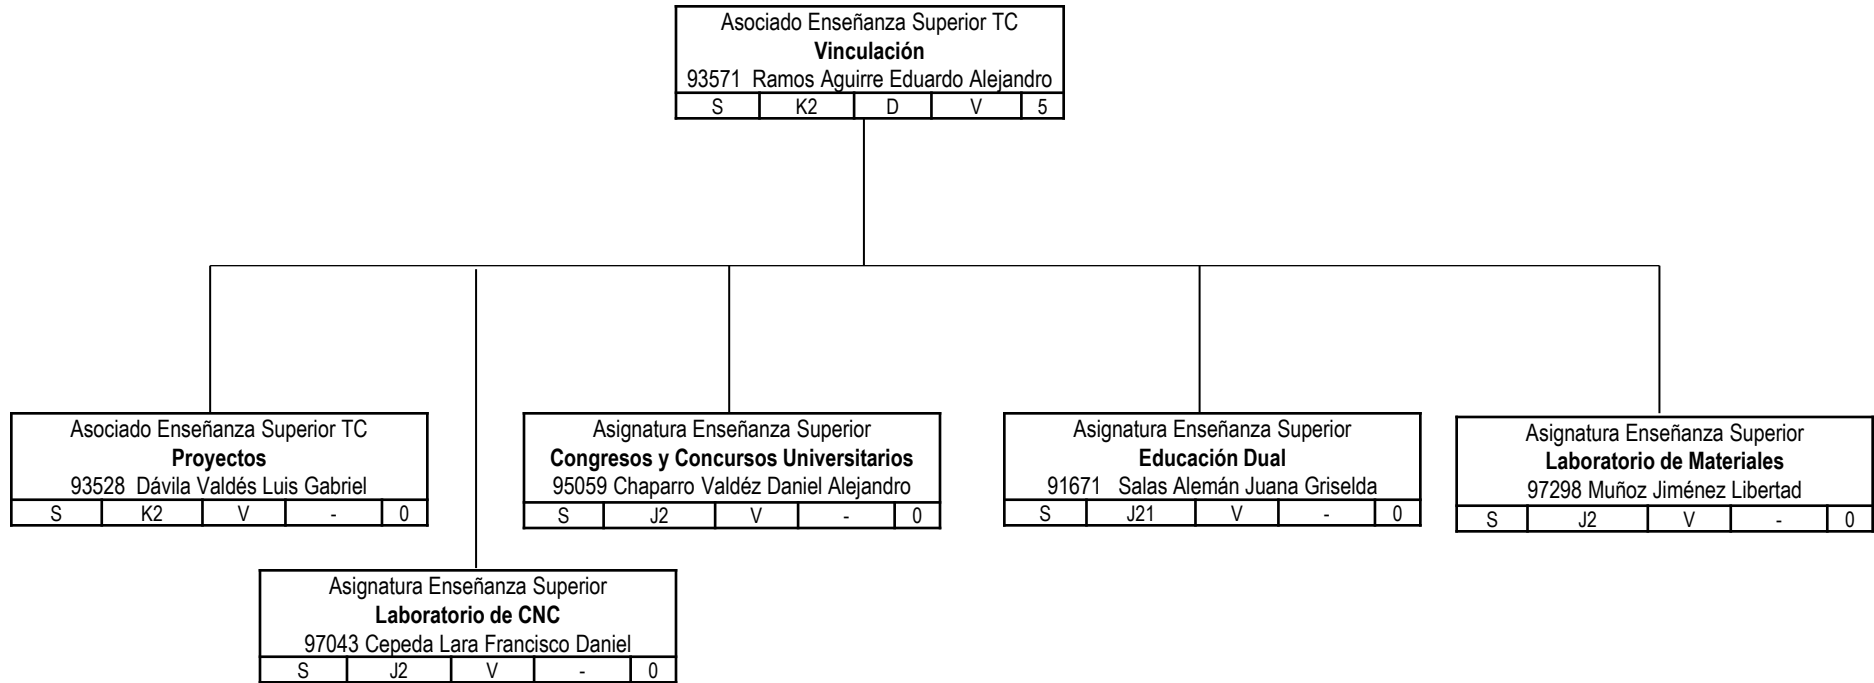 Asociado Enseñanza Superior TC
Vinculación
93571 Ramos Aguirre Eduardo Alejandro
S K2 D V 5
Asociado Enseñanza Superior TC
Proyectos
93528 Dávila Valdés Luis Gabriel
S K2 V - 0
Asignatura Enseñanza Superior
Congresos y Concursos Universitarios
95059 Chaparro Valdéz Daniel Alejandro
S J2 V - 0
Asignatura Enseñanza Superior
Educación Dual
91671 Salas Alemán Juana Griselda
S J21 V - 0
Asignatura Enseñanza Superior
Laboratorio de Materiales
97298 Muñoz Jiménez Libertad
S J2 V - 0
Asignatura Enseñanza Superior
Laboratorio de CNC
97043 Cepeda Lara Francisco Daniel
S J2 V - 0